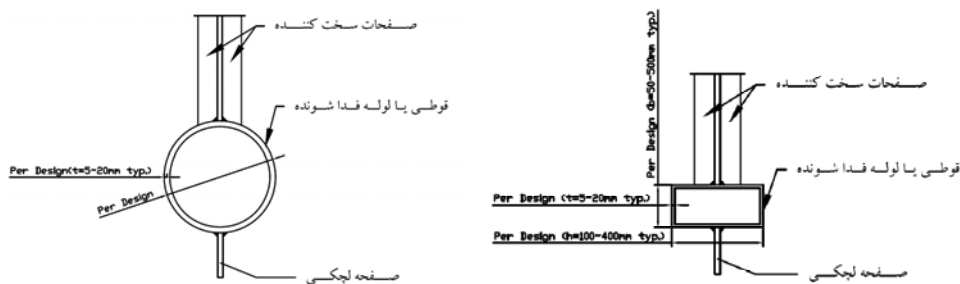 صفحات سخت کننده
قوطی یا لوله فدا شونده
Per Design(t=5-20mm typ.)
Per Design
صفحه لچکی
Per Design (b=50-500mm typ.)
صفحات سخت کننده
قوطی یا لوله فدا شونده
Per Design (t=5-20mm typ.)
Per Design (h=100-400mm typ.)
صفحه لچکی